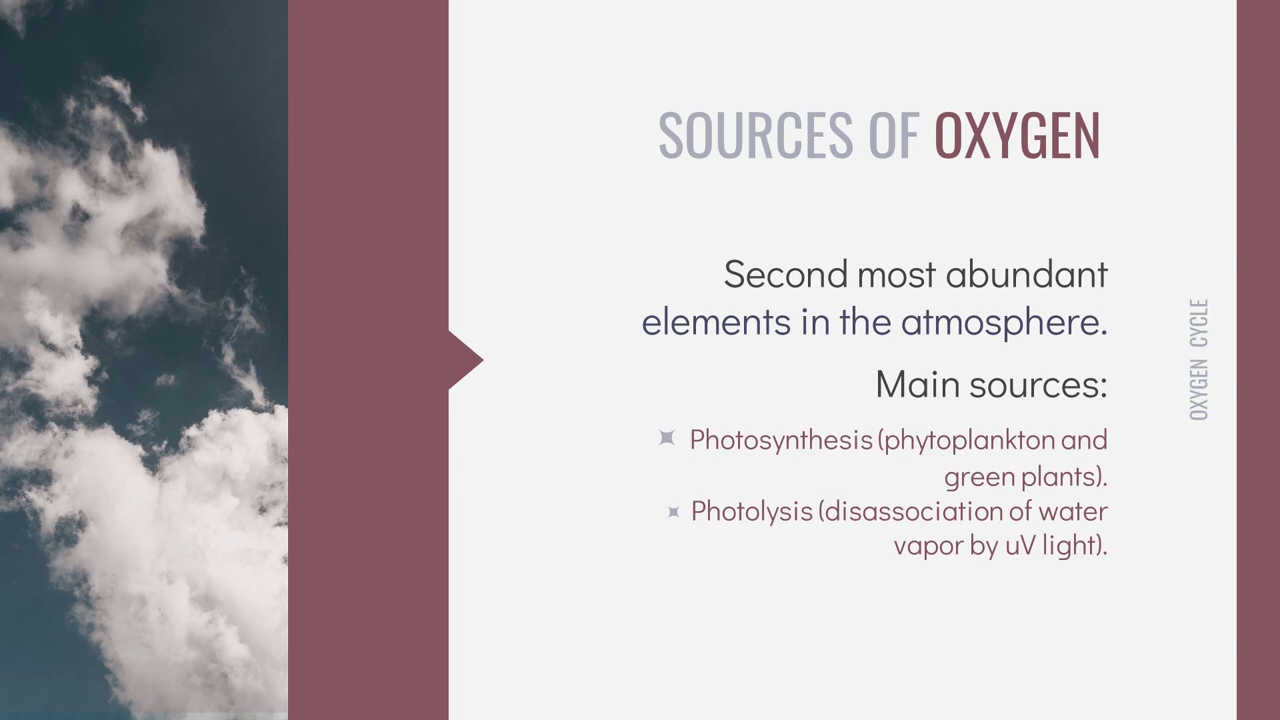 SOURCES OF OXYGEN
Second most abundant
elements in the atmosphere.
Main sources:
Photosynthesis (phytoplankton and
green plants).
Photolysis (disassociation of water
vapor by uV light).
OXYGEN CYCLE